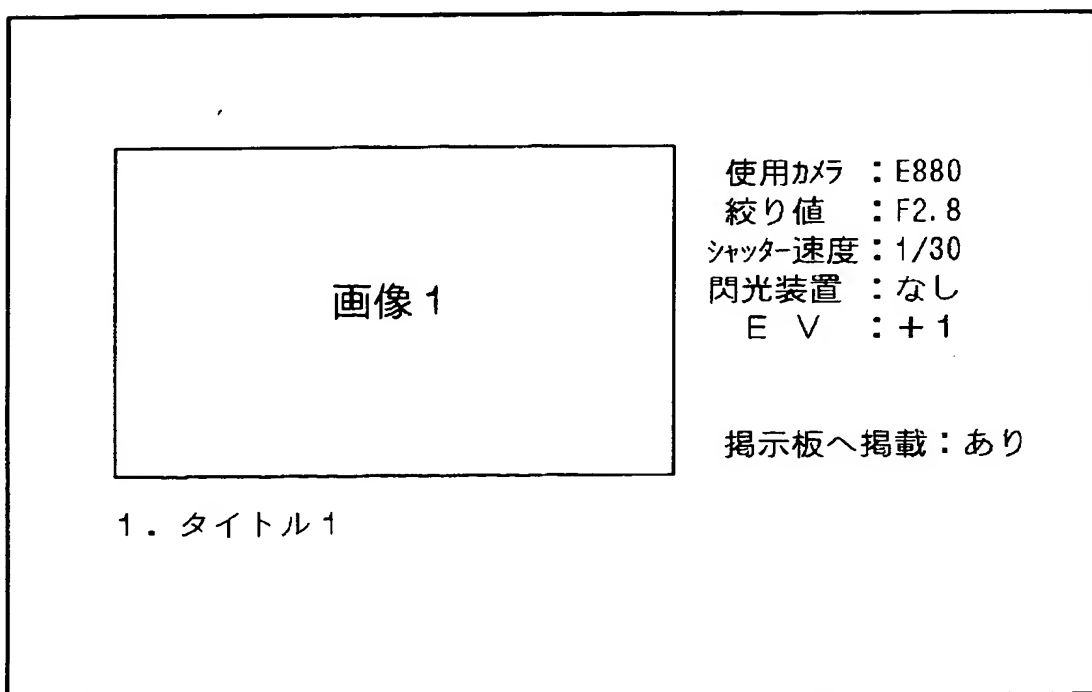 画像1
使用カメラ：E880
絞り値　：F2.8
シャッター速度：1/30
閃光装置　：なし
Ｅ　Ｖ　：＋1
掲示板へ掲載：あり
1．タイトル1